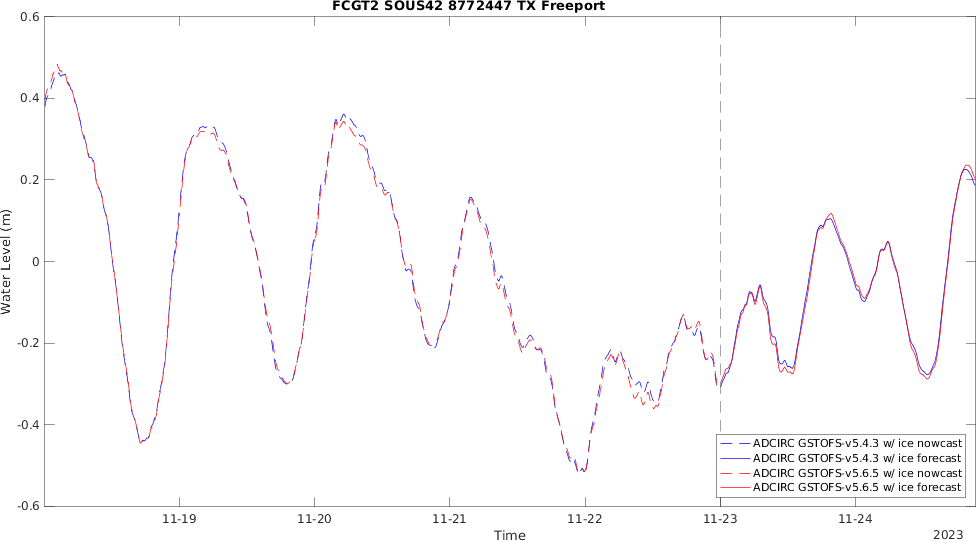 FCGT2 SOUS42 8772447 TX Freeport
0.6
0.4
0.2
0
-0.2
-0.4
-0.6
Water Level (m)
11-19
11-20
11-21
11-22
11-23
11-24
Time
2023
ADCIRC GSTOFS-v5.4.3 w/ ice nowcast
ADCIRC GSTOFS-v5.4.3 w/ ice forecast
ADCIRC GSTOFS-v5.6.5 w/ ice nowcast
ADCIRC GSTOFS-v5.6.5 w/ ice forecast